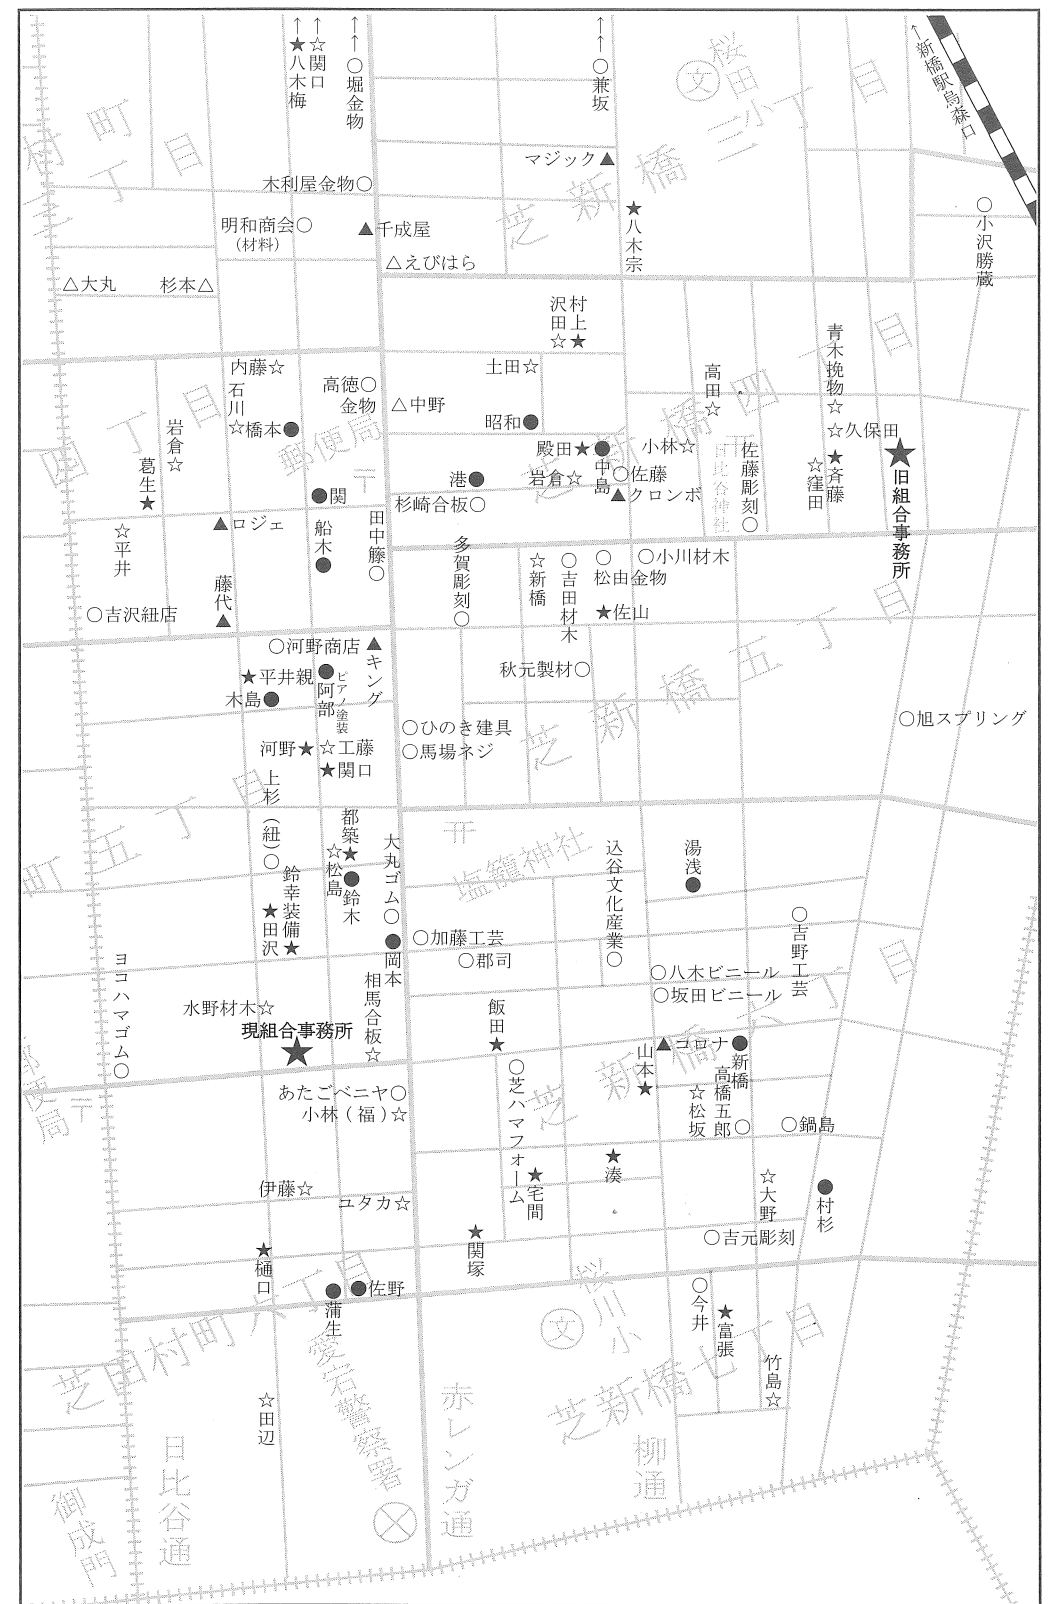 ↑↑★八木梅
↑☆関口
↑↑○堀金物
↑↑○兼坂
桜田小
文
↑新橋駅烏森口
村町三丁目
マジック▲
芝新橋三丁目
木利屋金物○
★八木宗
○小沢勝蔵
明和商会○
(材料)
▲千成屋
△えびはら
△大丸
杉本△
村上★
沢田☆
青木挽物☆
内藤☆
石川☆
高徳○
金物
土田☆
高田☆
△中野
橋本●
昭和●
芝新橋四丁目
☆久保田
四丁目
岩倉☆
郵便局
〒
殿田★
●中島
小林☆
★旧組合事務所
葛生★
●関
港●
岩倉☆
○佐藤
▲クロンボ
日比谷神社
佐藤彫刻○
☆窪田
★斉藤
杉崎合板○
☆平井
▲ロジェ
船木●
田中籐○
多賀彫刻○
☆新橋
○吉田材木
○
松由金物
○小川材木
藤代▲
○吉沢紐店
★佐山
芝新橋五丁目
○河野商店
▲キング
★平井親
●阿部
ピアノ塗装
木島●
秋元製材○
○ひのき建具
○旭スプリング
河野★
☆工藤
○馬場ネジ
★関口
上杉(紐)○
町五丁目
都築★
☆松島
大丸ゴム○
塩籠神社
込谷文化産業○
湯浅●
鈴幸装備★
●鈴木
★田沢
●岡本
○加藤工芸
○郡司
○吉野工芸
ヨコハマゴム○
相馬合板☆
○八木ビニール
○坂田ビニール
水野材木☆
飯田★
芝新橋六丁目
現組合事務所
★
▲コロナ
●新橋
山本★
郵便局〒
あたごベニヤ○
○芝ハマフォーム
小林(福)☆
☆松坂
高橋五郎○
○鍋島
★湊
伊藤☆
★宅間
☆大野
●村杉
ユタカ☆
★関塚
○吉元彫刻
★樋口
●蒲生
●佐野
芝田村町六丁目
桜川小
文
○今井
★富張
芝新橋七丁目
愛宕警察署
竹島☆
☆田辺
赤レンガ通
柳通
日比谷通
御成門